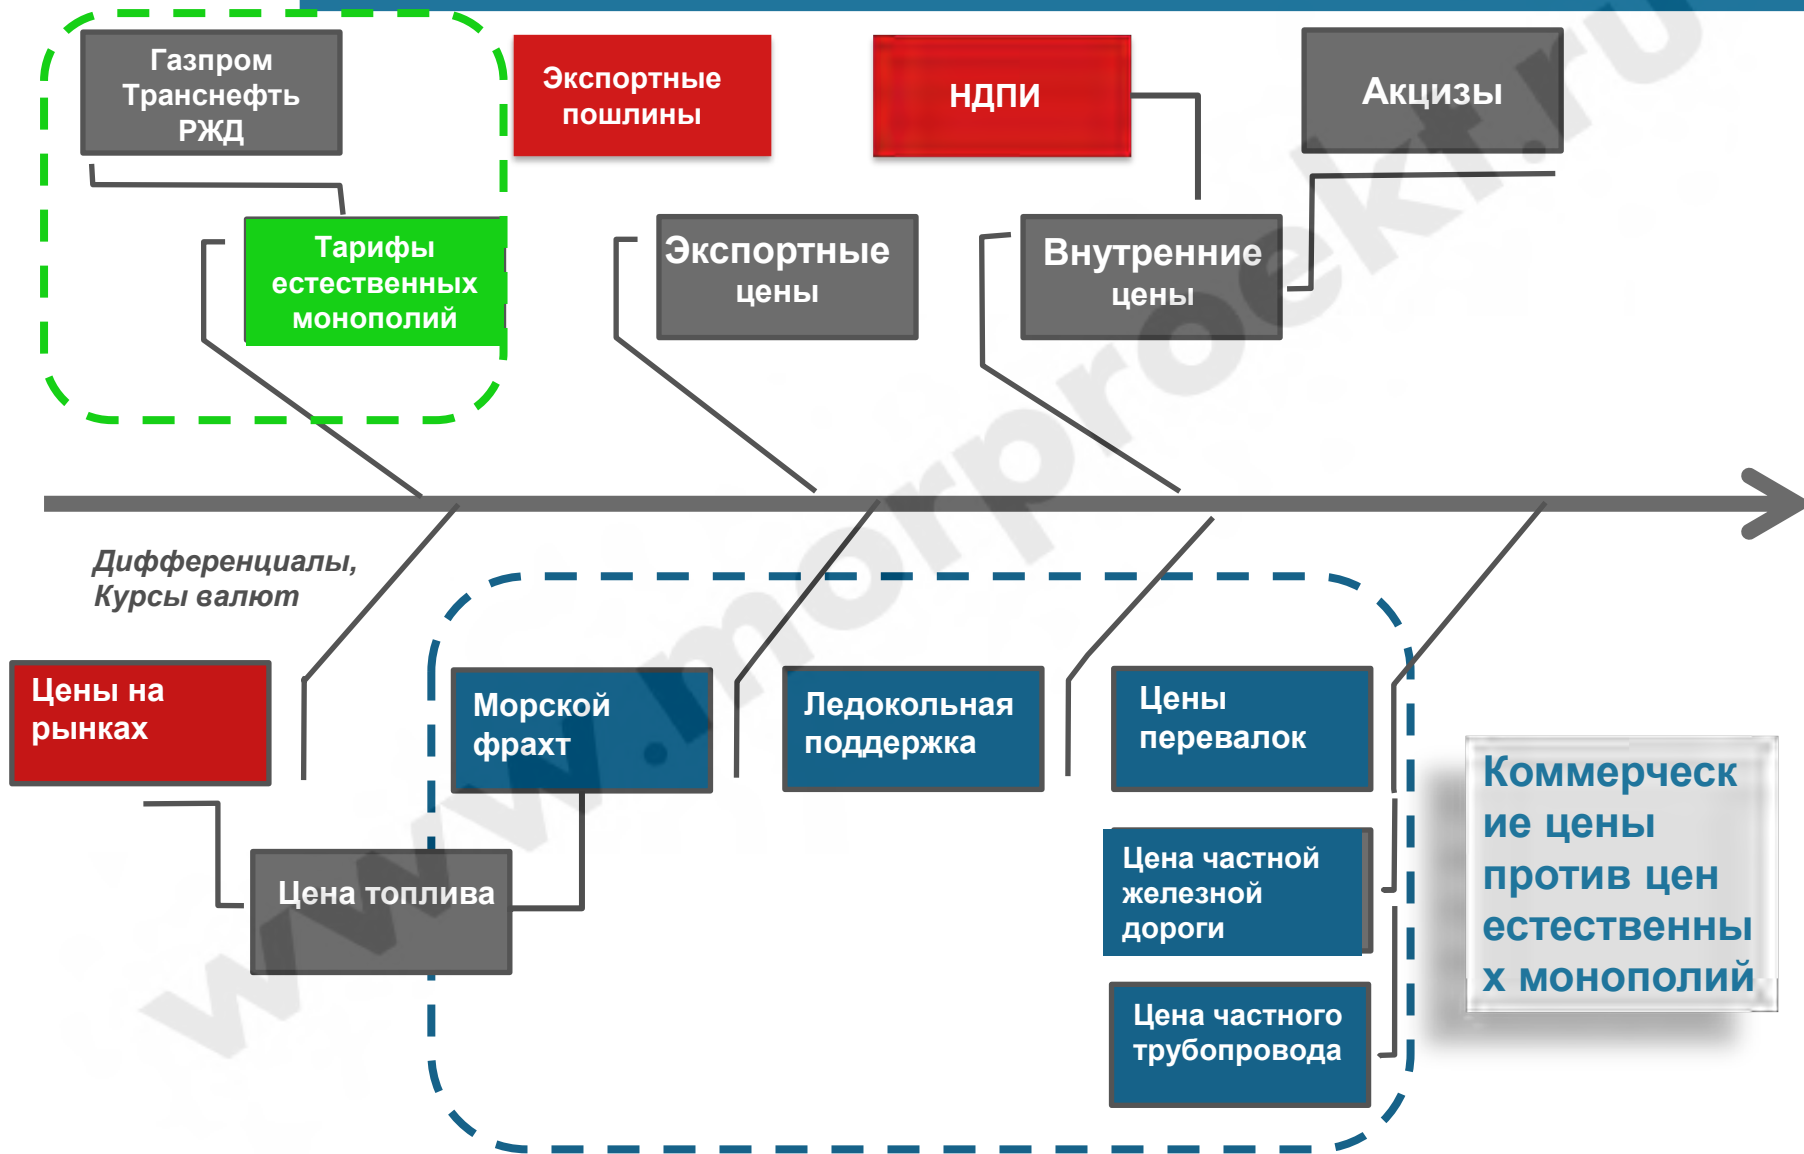 Газпром
Транснефть
РЖД
Экспортные
пошлины
НДПИ
Акцизы
Тарифы
естественных
монополий
Экспортные
цены
Внутренние
цены
Дифференциалы,
Курсы валют
Цены на
рынках
Морской
фрахт
Ледокольная
поддержка
Цены
перевалок
Цена топлива
Цена частной
железной
дороги
Цена частного
трубопровода
Коммерческ
ие цены
против цен
естественны
х монополий
www.morproekt.ru